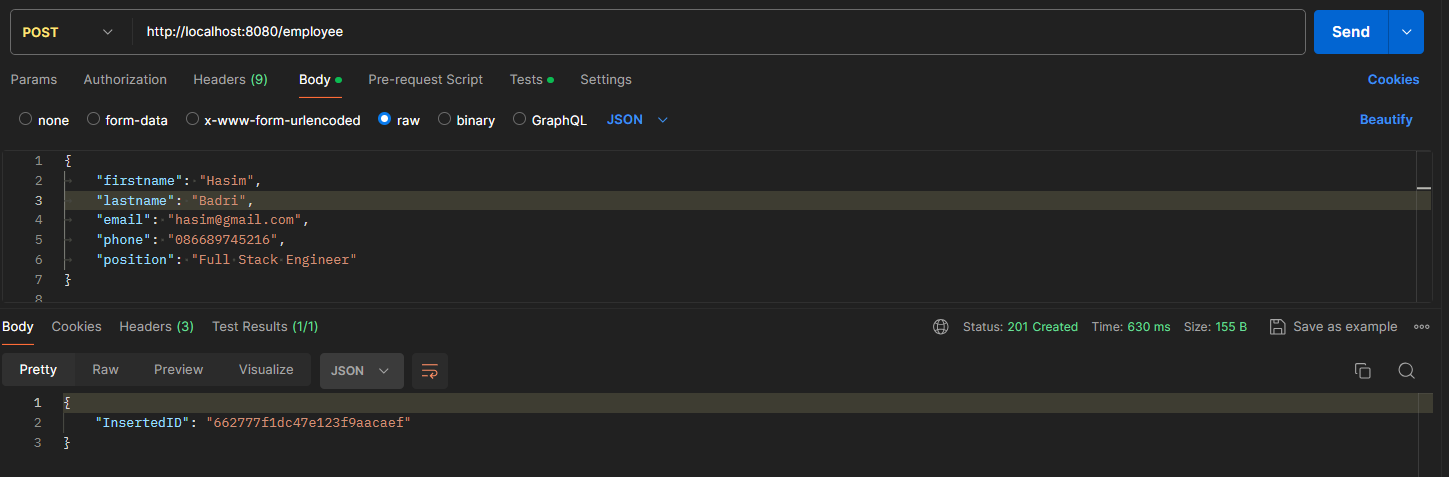 POST http://localhost:8080/employee Send
Params Authorization Headers (9) Body Pre-request Script Tests Settings Cookies
none form-data x-www-form-urlencoded raw binary GraphQL JSON Beautify
1 {
2 "firstname": "Hasim",
3 "lastname": "Badri",
4 "email": "hasim@gmail.com",
5 "phone": "086689745216",
6 "position": "Full Stack Engineer"
7 }
8
Body Cookies Headers (3) Test Results (1/1) Status: 201 Created Time: 630 ms Size: 155 B Save as example
Pretty Raw Preview Visualize JSON
1 {
2 "InsertedID": "662777f1dc47e123f9aacaef"
3 }